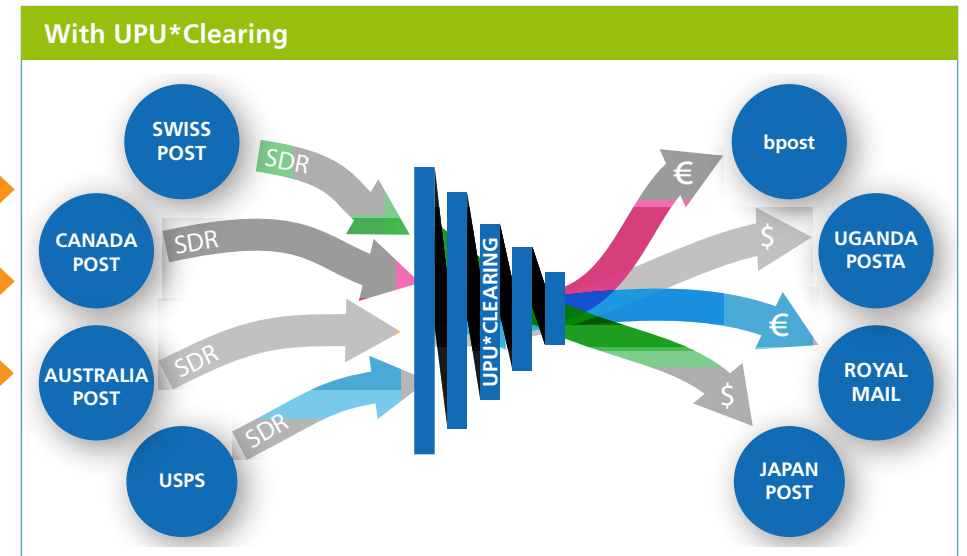 With UPU*Clearing
SWISS
POST
SDR
CANADA
POST
SDR
AUSTRALIA
POST
SDR
USPS
SDR
UPU*CLEARING
bpost
€
UGANDA
POSTA
$
ROYAL
MAIL
€
JAPAN
POST
$